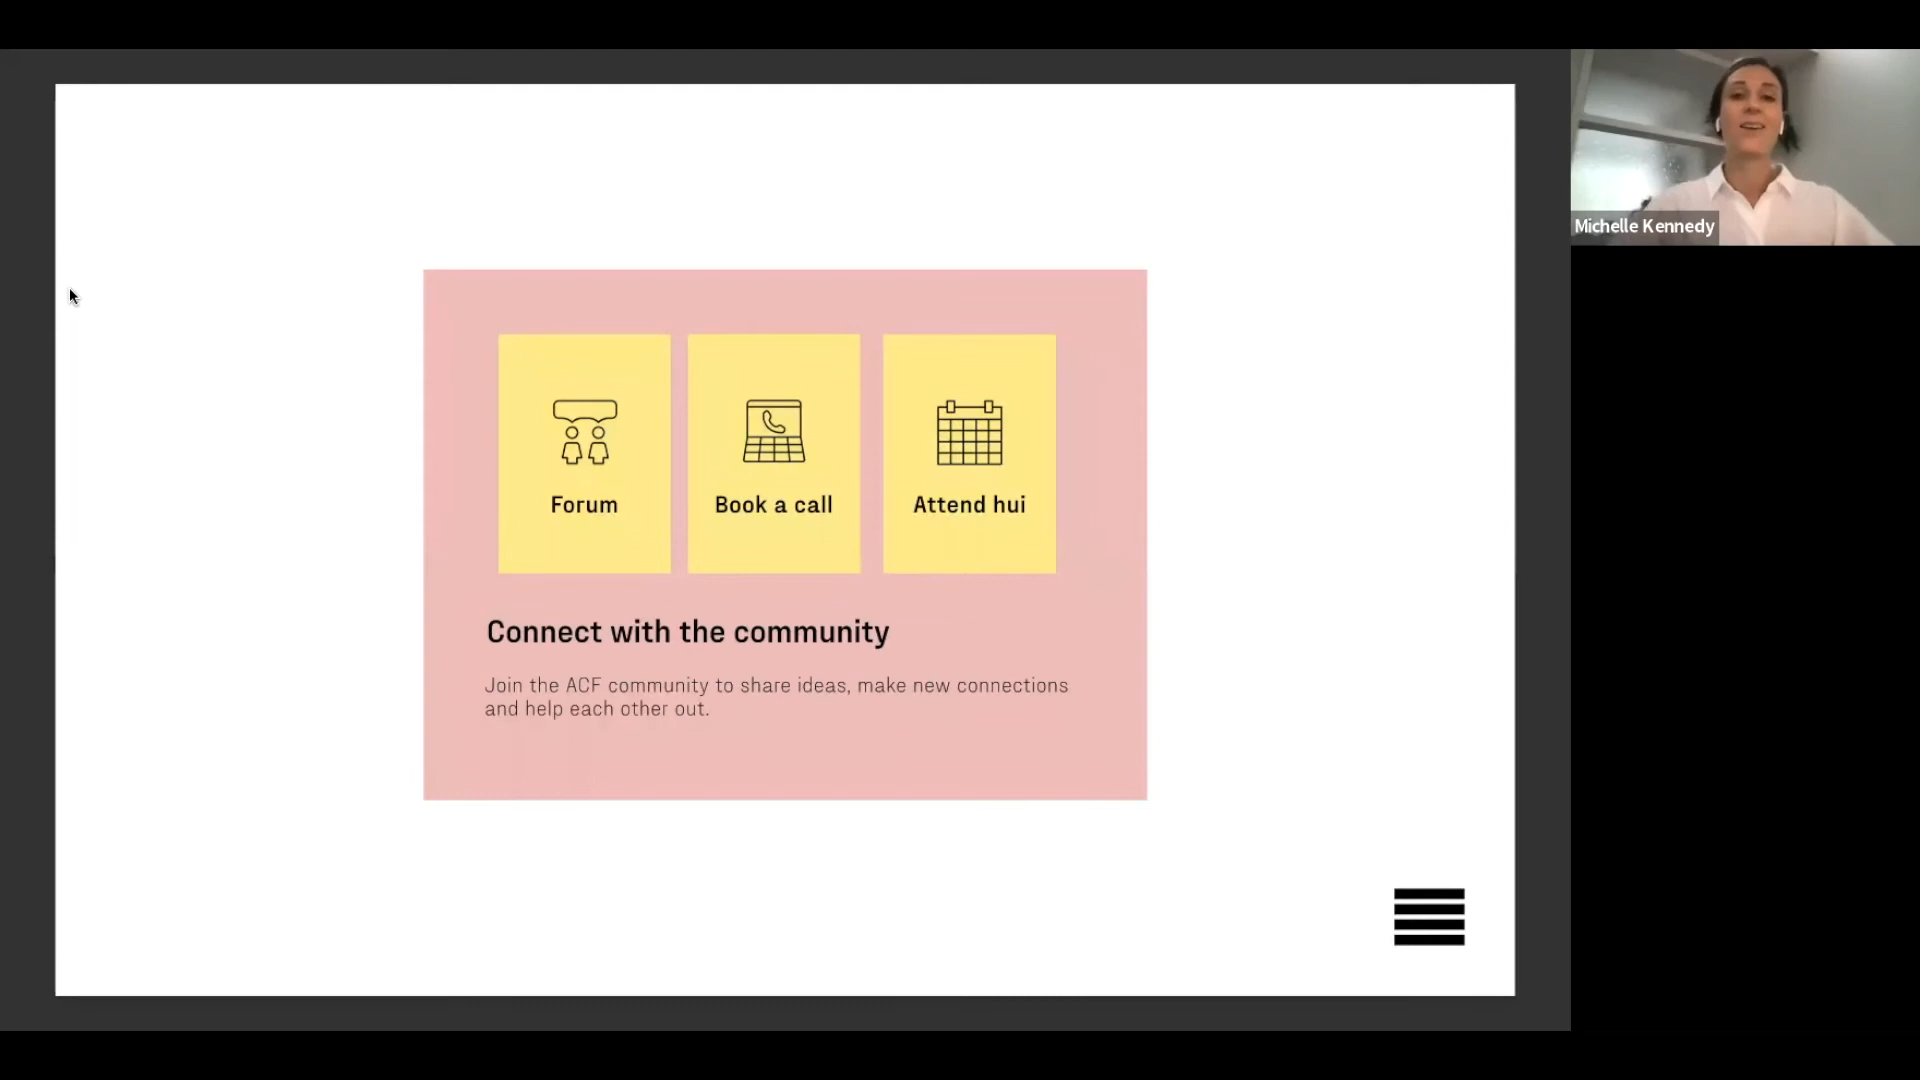 Michelle Kennedy
Forum
Book a call
Attend hui
Connect with the community
Join the ACF community to share ideas, make new connections
and help each other out.